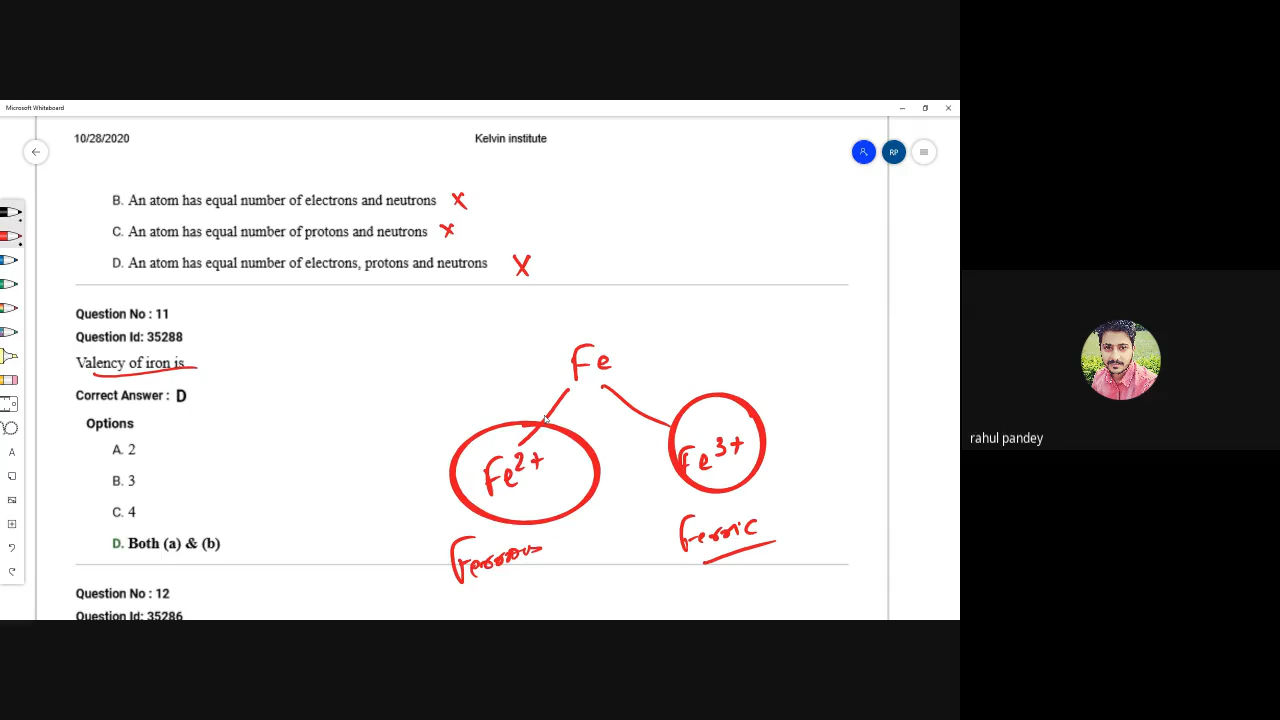 Microsoft Whiteboard
10/28/2020 Kelvin institute
RP
B. An atom has equal number of electrons and neutrons X
C. An atom has equal number of protons and neutrons X
D. An atom has equal number of electrons, protons and neutrons X
Question No : 11
Question Id: 35288
Valency of iron is
Correct Answer : D
Options
A. 2
B. 3
C. 4
D. Both (a) & (b)
Fe
Fe2+ Fe3+
Ferrous Ferric
Question No : 12
Question Id: 35286
A
rahul pandey